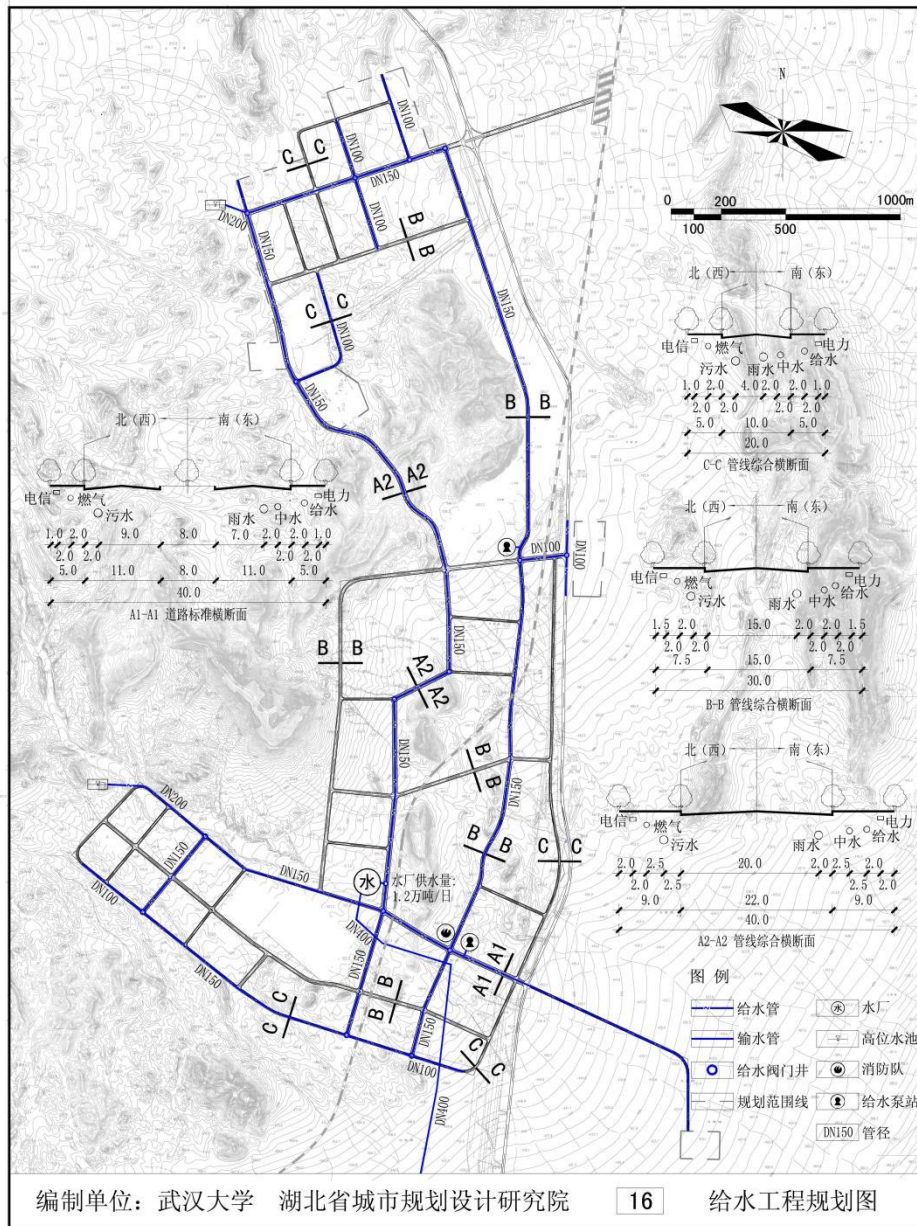 N
0 200 1000m
100 500
DN100
C C
DN100
DN150
DN200
DN100
B B
DN150
C C
DN100
DN150
DN150
B B
A2 A2
DN100
DN100
DN150
B B
A2 A2
DN150
B B
DN150
B B
C C
DN200
DN150
DN150
水
水厂供水量:
1.2万吨/日
DN100
DN400
DN150
A1 A1
DN150
B B
DN150
C C
C C
DN100
DN400
北(西) 南(东)
电信 燃气 电力
污水 雨水 中水 给水
1.0 2.0 9.0 8.0 7.0 2.0 2.0 1.0
2.0 2.0 2.0 2.0
5.0 11.0 8.0 11.0 5.0
40.0
A1-A1 道路标准横断面
北(西) 南(东)
电信 燃气 电力
污水 雨水 中水 给水
1.0 2.0 4.0 2.0 2.0 1.0
2.0 2.0 2.0 2.0
5.0 10.0 5.0
20.0
C-C 管线综合横断面
北(西) 南(东)
电信 燃气 电力
污水 雨水 中水 给水
1.5 2.0 15.0 2.0 2.0 1.5
2.0 2.0 2.0 2.0
7.5 15.0 7.5
30.0
B-B 管线综合横断面
北(西) 南(东)
电信 燃气 电力
污水 雨水 中水 给水
2.0 2.5 20.0 2.0 2.5 2.0
2.0 2.5 2.5 2.0
9.0 22.0 9.0
40.0
A2-A2 管线综合横断面
图 例
给水管 水 水厂
输水管 高位水池
给水阀门井 消防队
规划范围线 给水泵站
DN150 管径
编制单位：武汉大学 湖北省城市规划设计研究院 16 给水工程规划图